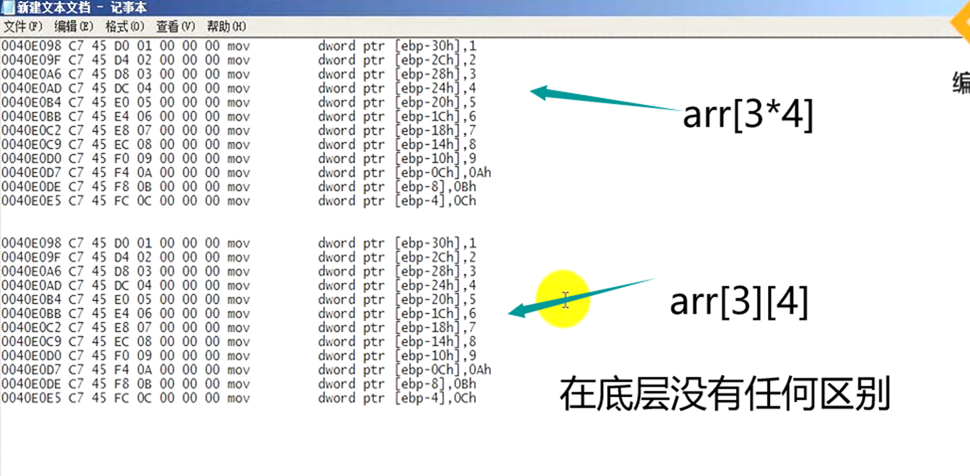 新建文本文档 - 记事本
文件(F) 编辑(E) 格式(O) 查看(V) 帮助(H)
0040E098 C7 45 D0 01 00 00 00 mov dword ptr [ebp-30h],1
0040E09F C7 45 D4 02 00 00 00 mov dword ptr [ebp-2Ch],2
0040E0A6 C7 45 D8 03 00 00 00 mov dword ptr [ebp-28h],3
0040E0AD C7 45 DC 04 00 00 00 mov dword ptr [ebp-24h],4
0040E0B4 C7 45 E0 05 00 00 00 mov dword ptr [ebp-20h],5
0040E0BB C7 45 E4 06 00 00 00 mov dword ptr [ebp-1Ch],6
0040E0C2 C7 45 E8 07 00 00 00 mov dword ptr [ebp-18h],7
0040E0C9 C7 45 EC 08 00 00 00 mov dword ptr [ebp-14h],8
0040E0D0 C7 45 F0 09 00 00 00 mov dword ptr [ebp-10h],9
0040E0D7 C7 45 F4 0A 00 00 00 mov dword ptr [ebp-0Ch],0Ah
0040E0DE C7 45 F8 0B 00 00 00 mov dword ptr [ebp-8],0Bh
0040E0E5 C7 45 FC 0C 00 00 00 mov dword ptr [ebp-4],0Ch
arr[3*4]
编
0040E098 C7 45 D0 01 00 00 00 mov dword ptr [ebp-30h],1
0040E09F C7 45 D4 02 00 00 00 mov dword ptr [ebp-2Ch],2
0040E0A6 C7 45 D8 03 00 00 00 mov dword ptr [ebp-28h],3
0040E0AD C7 45 DC 04 00 00 00 mov dword ptr [ebp-24h],4
0040E0B4 C7 45 E0 05 00 00 00 mov dword ptr [ebp-20h],5
0040E0BB C7 45 E4 06 00 00 00 mov dword ptr [ebp-1Ch],6
0040E0C2 C7 45 E8 07 00 00 00 mov dword ptr [ebp-18h],7
0040E0C9 C7 45 EC 08 00 00 00 mov dword ptr [ebp-14h],8
0040E0D0 C7 45 F0 09 00 00 00 mov dword ptr [ebp-10h],9
0040E0D7 C7 45 F4 0A 00 00 00 mov dword ptr [ebp-0Ch],0Ah
0040E0DE C7 45 F8 0B 00 00 00 mov dword ptr [ebp-8],0Bh
0040E0E5 C7 45 FC 0C 00 00 00 mov dword ptr [ebp-4],0Ch
arr[3][4]
在底层没有任何区别